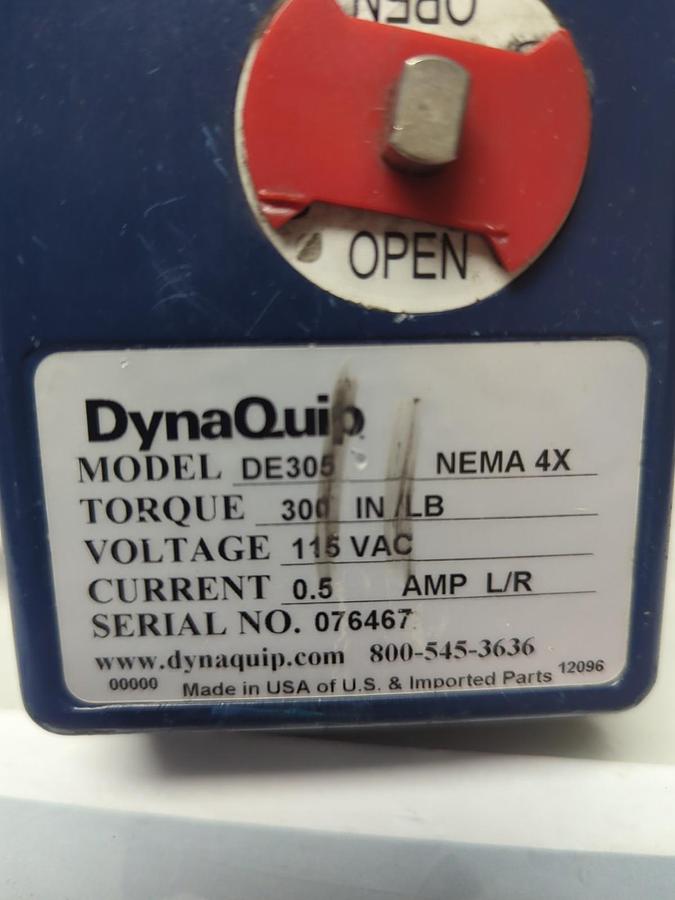 OPEN
OPEN
DynaQuip
MODEL DE305 NEMA 4X
TORQUE 300 IN/LB
VOLTAGE 115 VAC
CURRENT 0.5 AMP L/R
SERIAL NO. 076467
www.dynaquip.com 800-545-3636
00000 Made in USA of U.S. & Imported Parts 12096